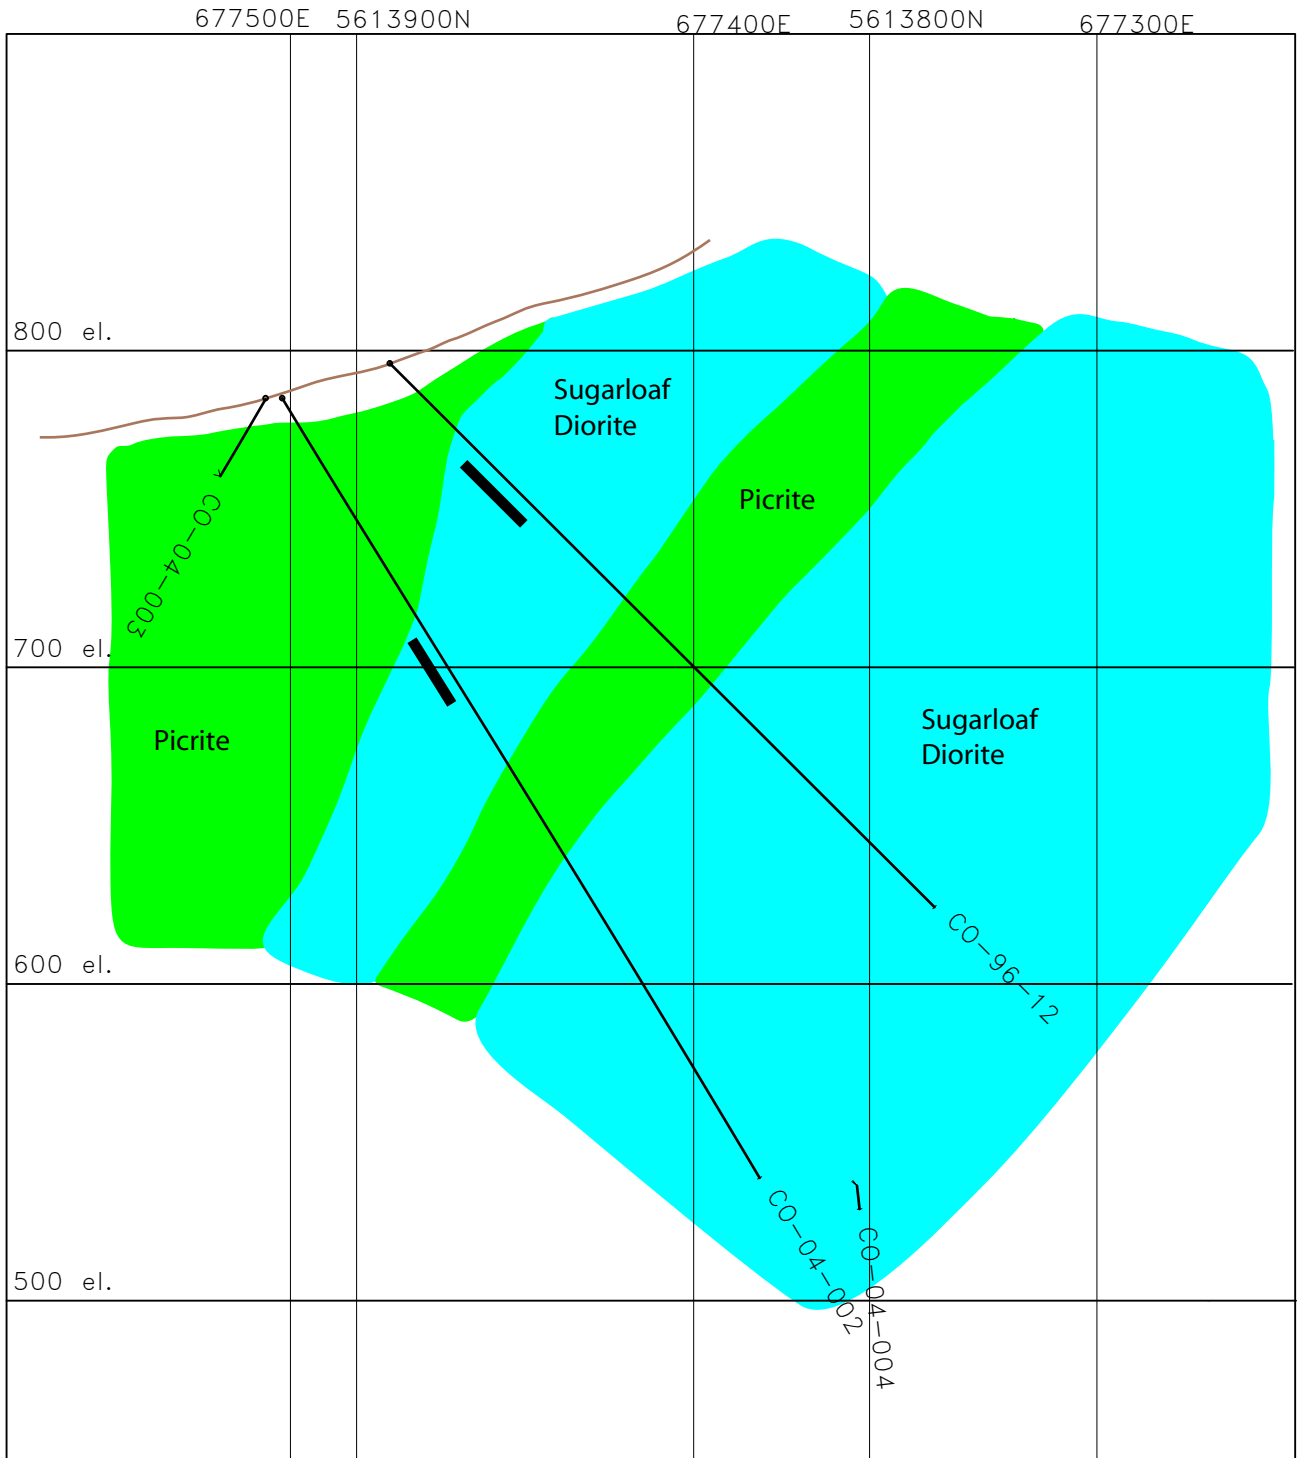 677500E 5613900N 677400E 5613800N 677300E
800 el.
Sugarloaf
Diorite
Picrite
CO-04-003
700 el.
Sugarloaf
Diorite
Picrite
CO-96-12
600 el.
CO-04-002
CO-04-004
500 el.